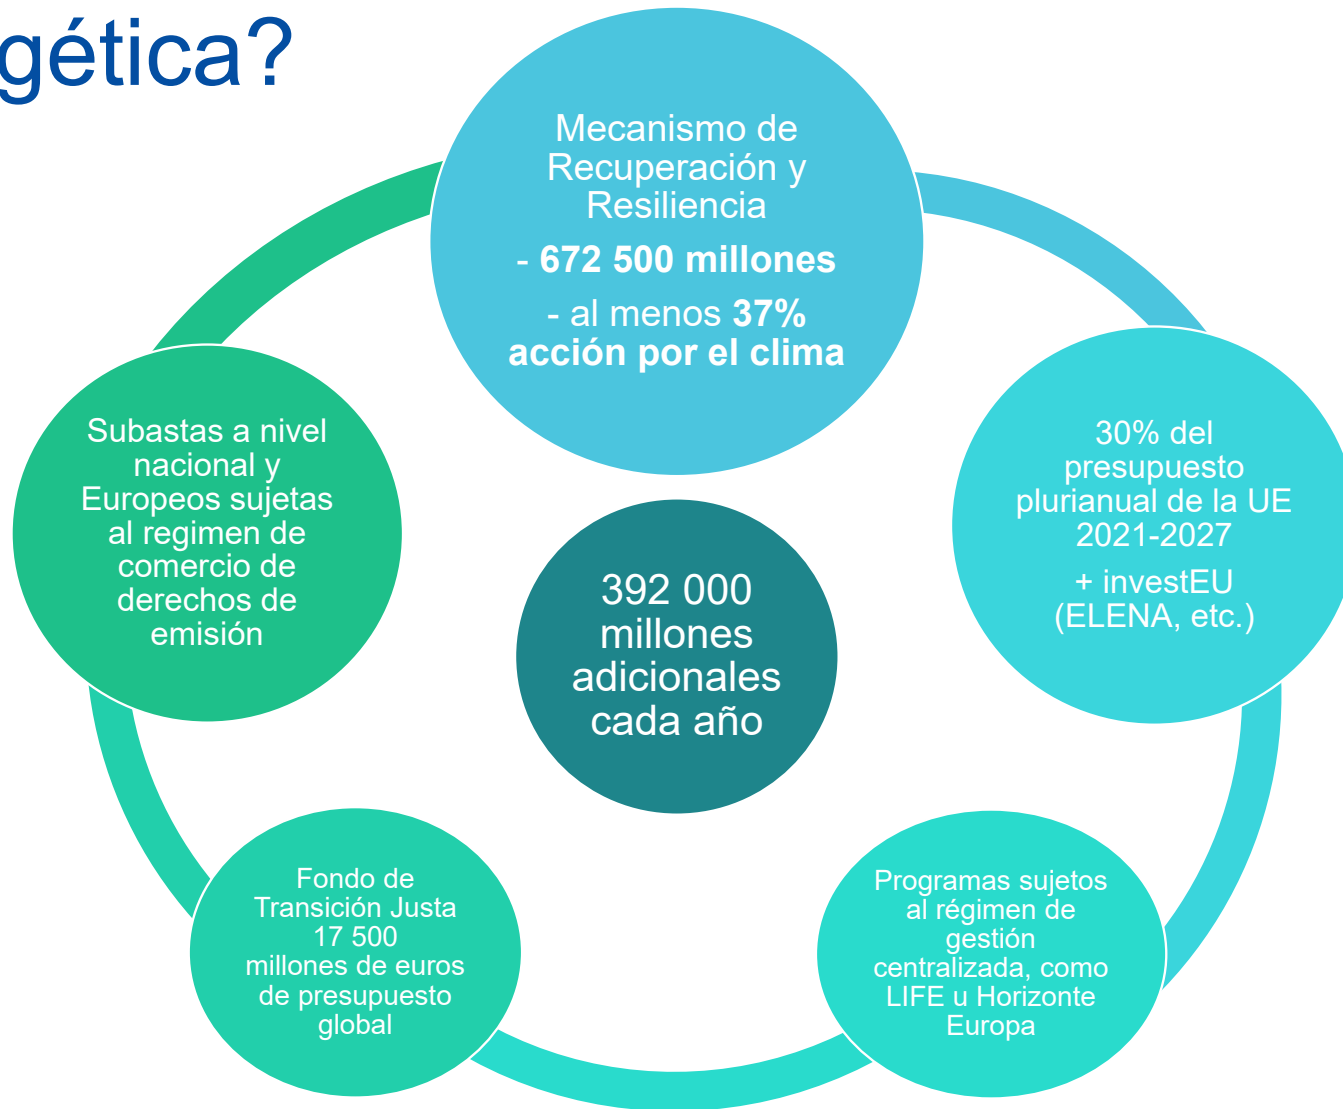 gética?
Mecanismo de
Recuperación y
Resiliencia
- 672 500 millones
- al menos 37%
acción por el clima
30% del
presupuesto
plurianual de la UE
2021-2027
+ investEU
(ELENA, etc.)
Programas sujetos
al régimen de
gestión
centralizada, como
LIFE u Horizonte
Europa
Fondo de
Transición Justa
17 500
millones de euros
de presupuesto
global
Subastas a nivel
nacional y
Europeos sujetas
al regimen de
comercio de
derechos de
emisión
392 000
millones
adicionales
cada año